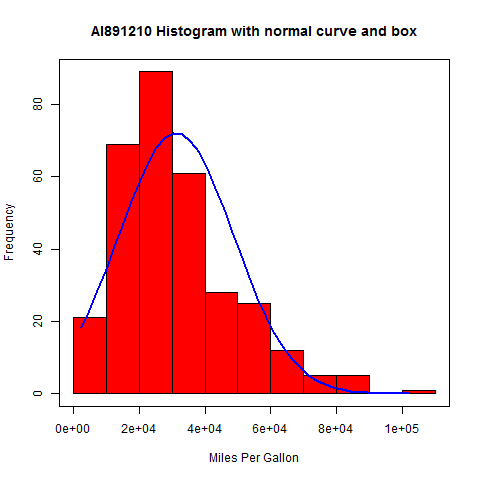 AI891210 Histogram with normal curve and box
Frequency
80
60
40
20
0
0e+00 2e+04 4e+04 6e+04 8e+04 1e+05
Miles Per Gallon